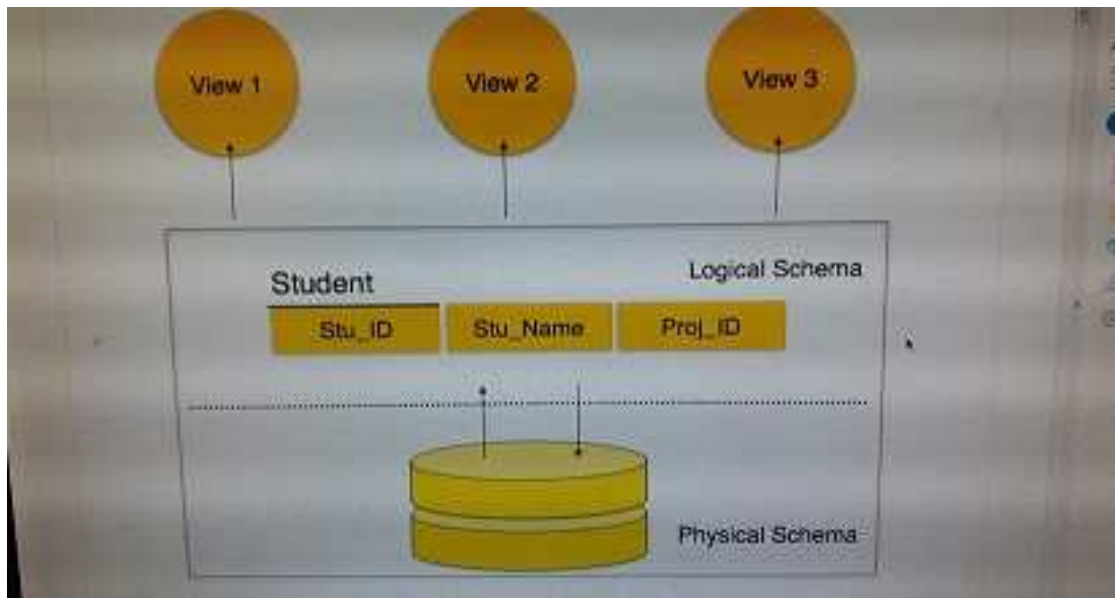 View 1
View 2
View 3
Student
Logical Schema
Stu_ID
Stu_Name
Proj_ID
Physical Schema